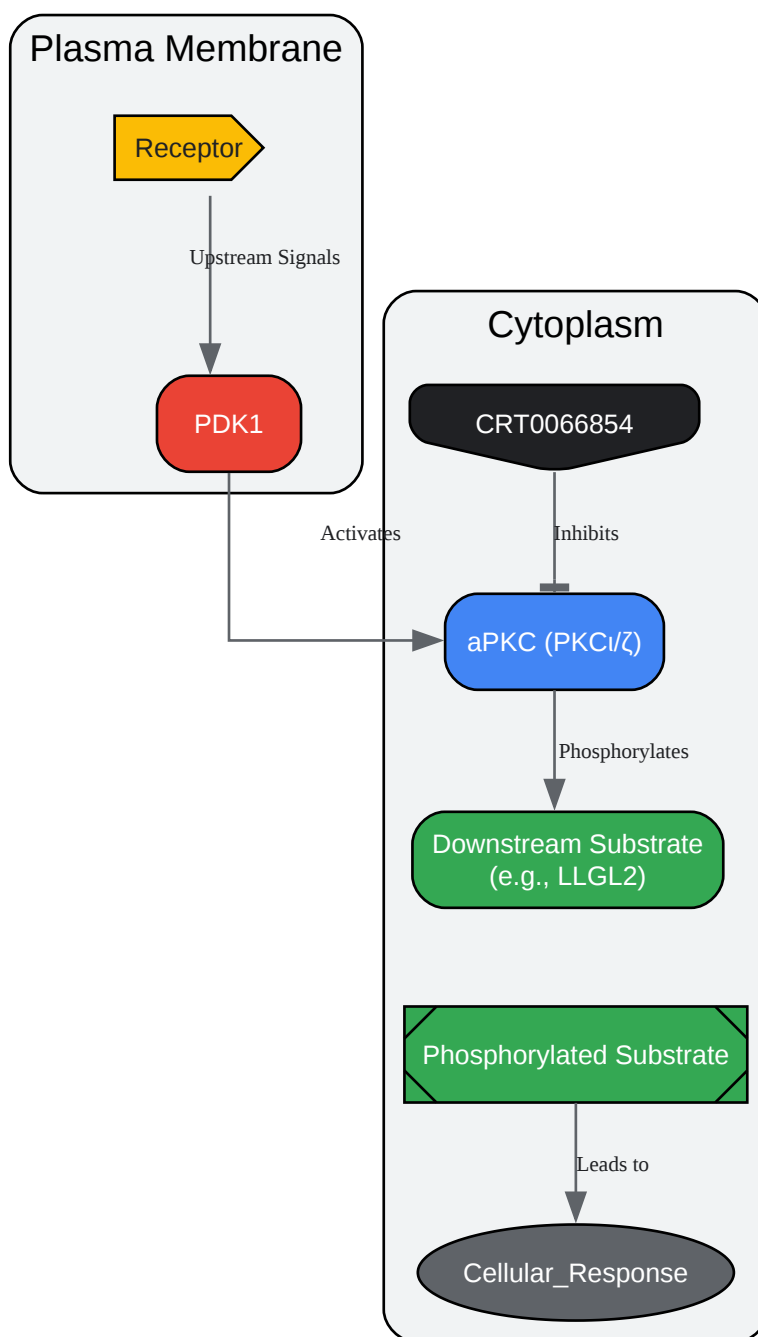 Plasma Membrane
Receptor
Upstream Signals
PDK1
Activates
Cytoplasm
CRT0066854
Inhibits
aPKC (PKCι/ζ)
Phosphorylates
Downstream Substrate
(e.g., LLGL2)
Phosphorylated Substrate
Leads to
Cellular_Response